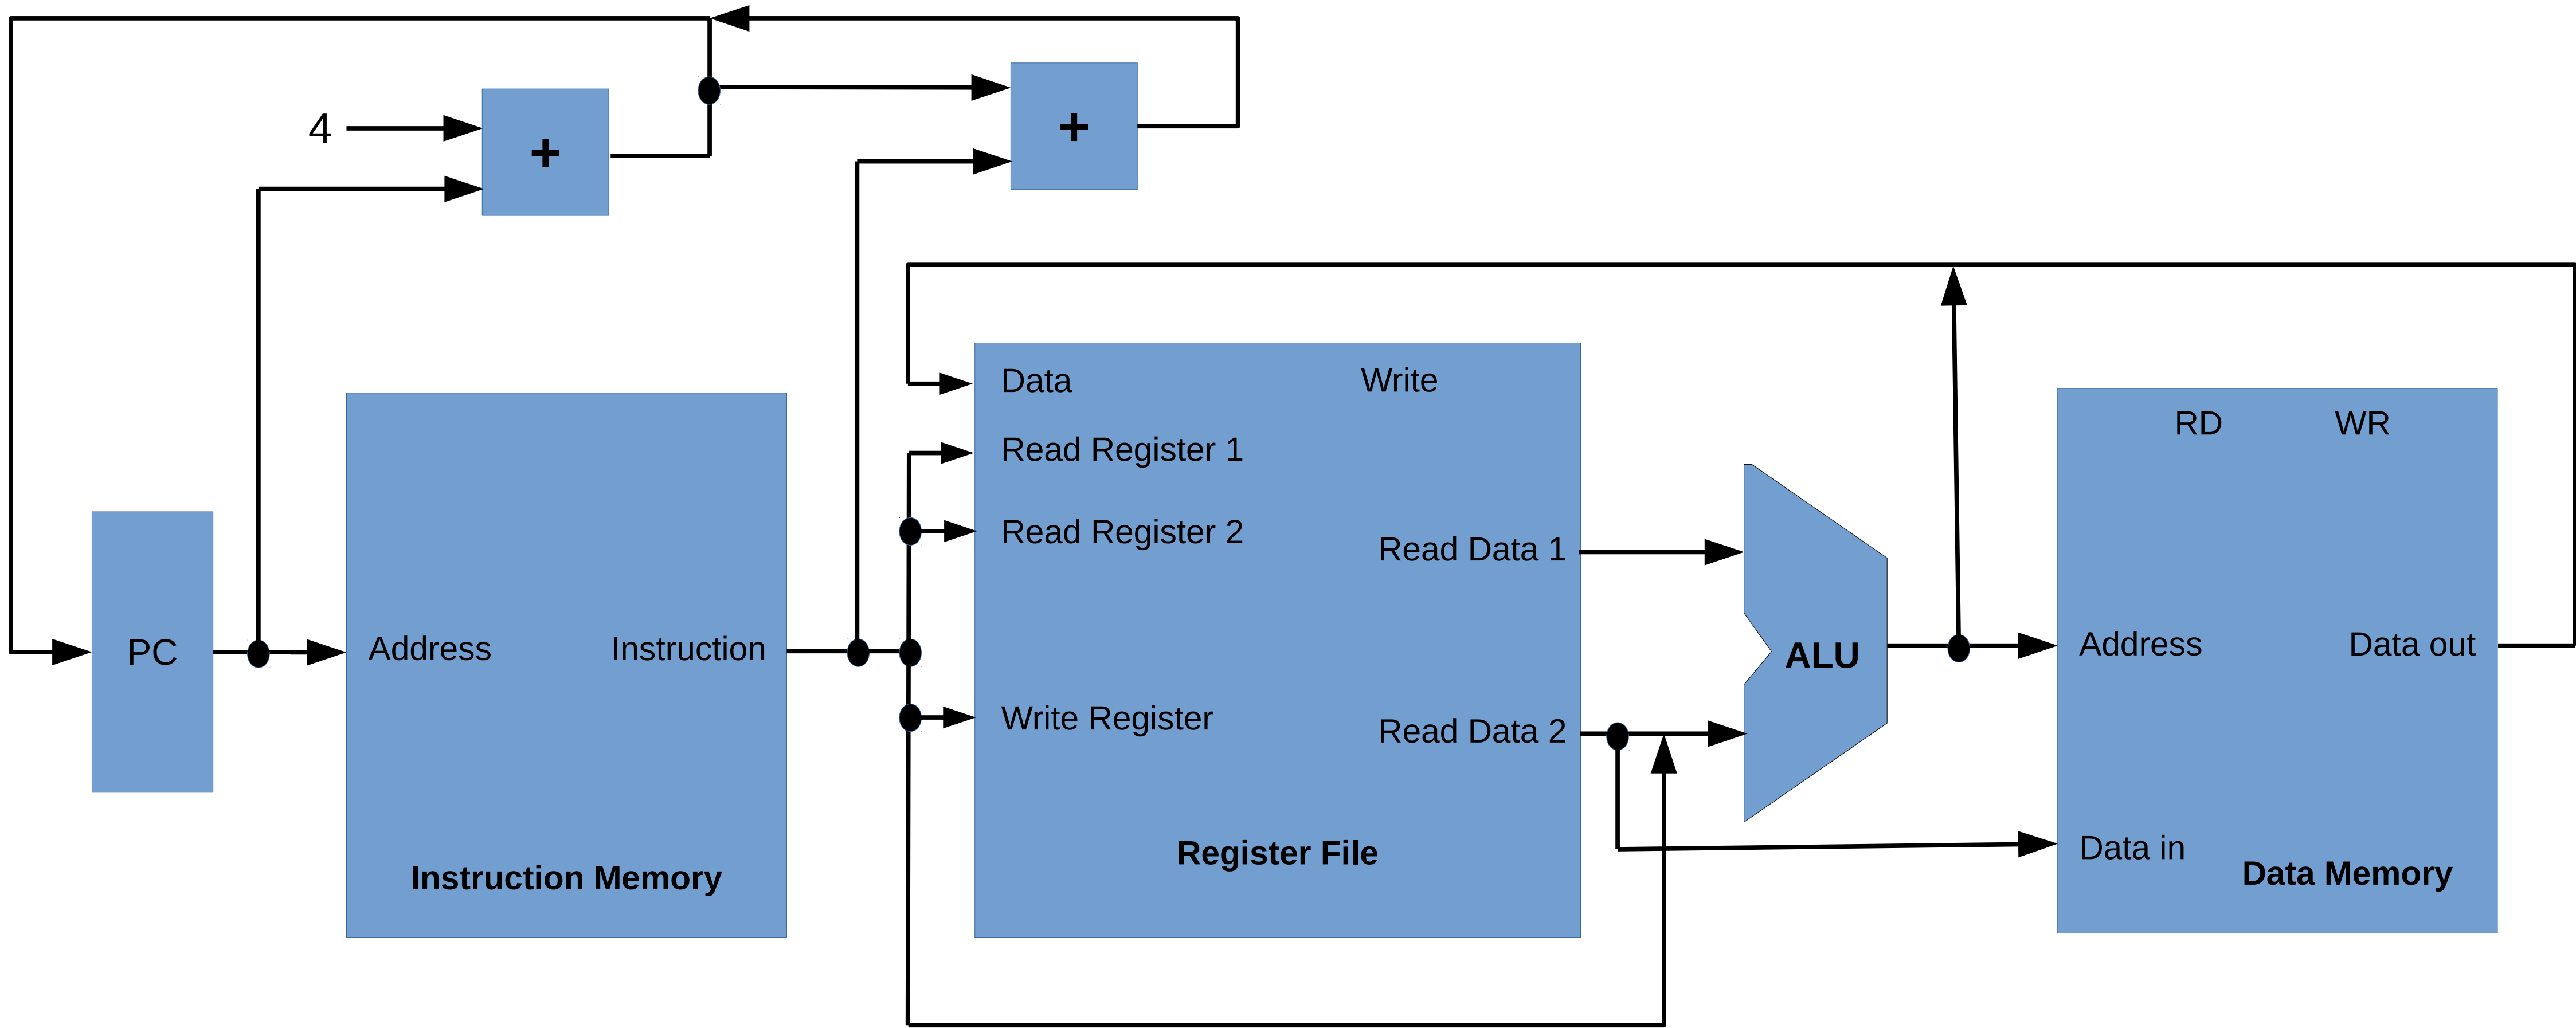 4
+
+
PC
Address
Instruction
Instruction Memory
Data
Write
Read Register 1
Read Register 2
Read Data 1
Write Register
Read Data 2
Register File
ALU
RD
WR
Address
Data out
Data in
Data Memory